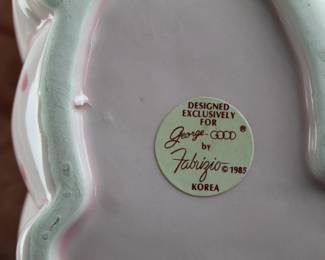 DESIGNED
EXCLUSIVELY
FOR
George-GOOD®
by
Fabrizio © 1985
KOREA